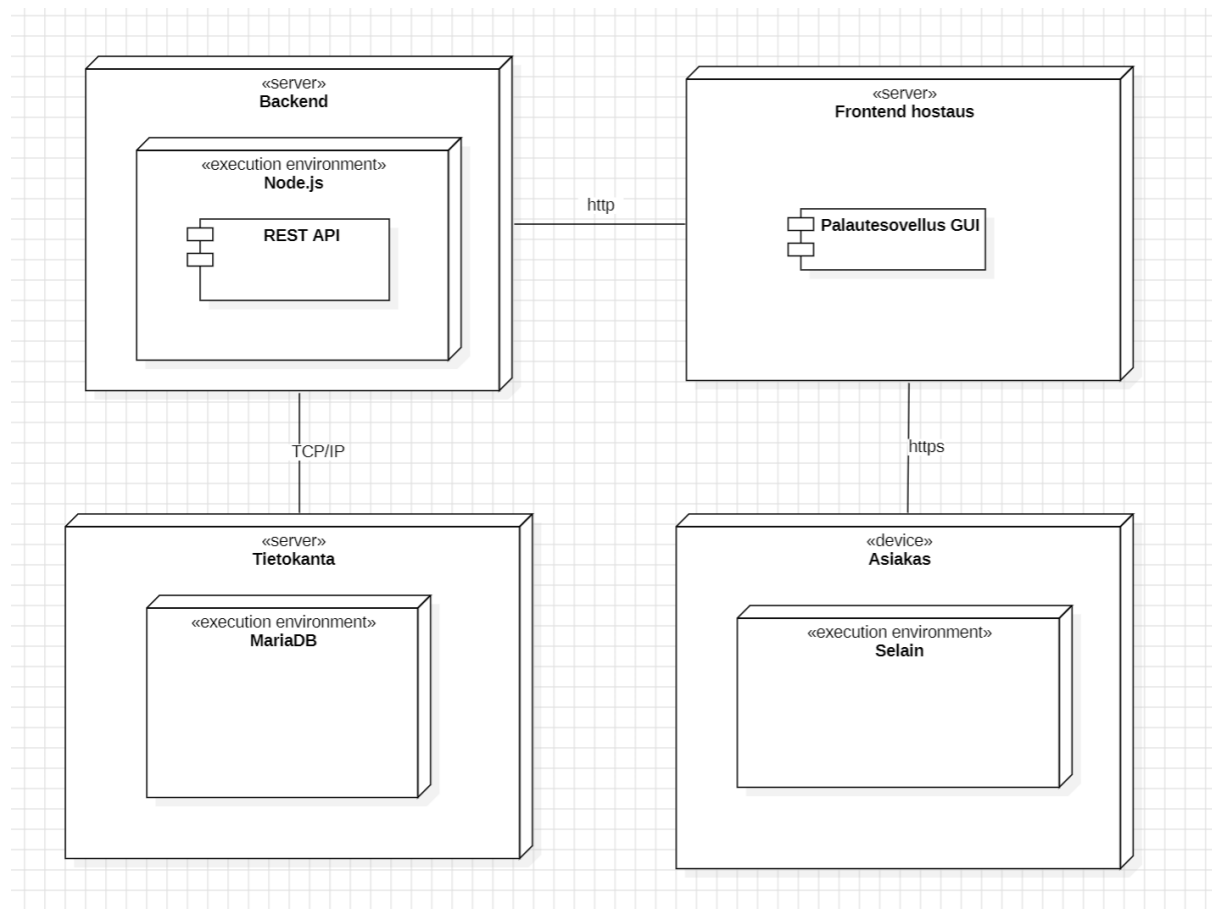 «server»
Backend
«execution environment»
Node.js
REST API
http
«server»
Frontend hostaus
Palautesovellus GUI
TCP/IP
https
«server»
Tietokanta
«execution environment»
MariaDB
«device»
Asiakas
«execution environment»
Selain